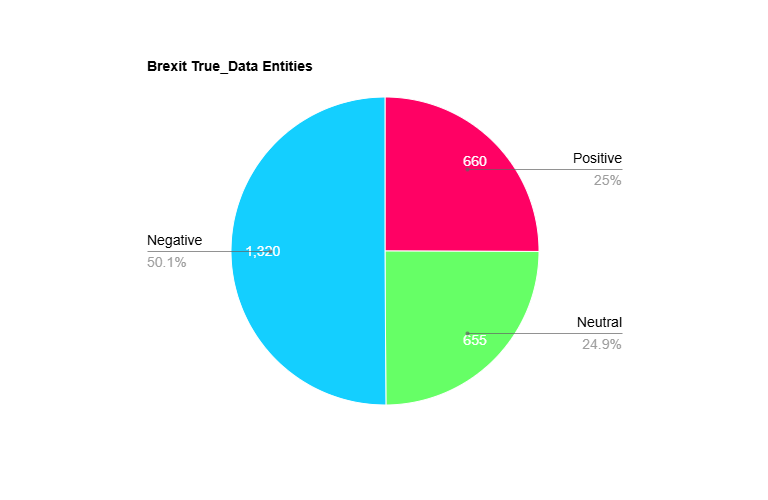 Brexit True_Data Entities
660
Positive
25%
Negative
1,320
50.1%
Neutral
655
24.9%